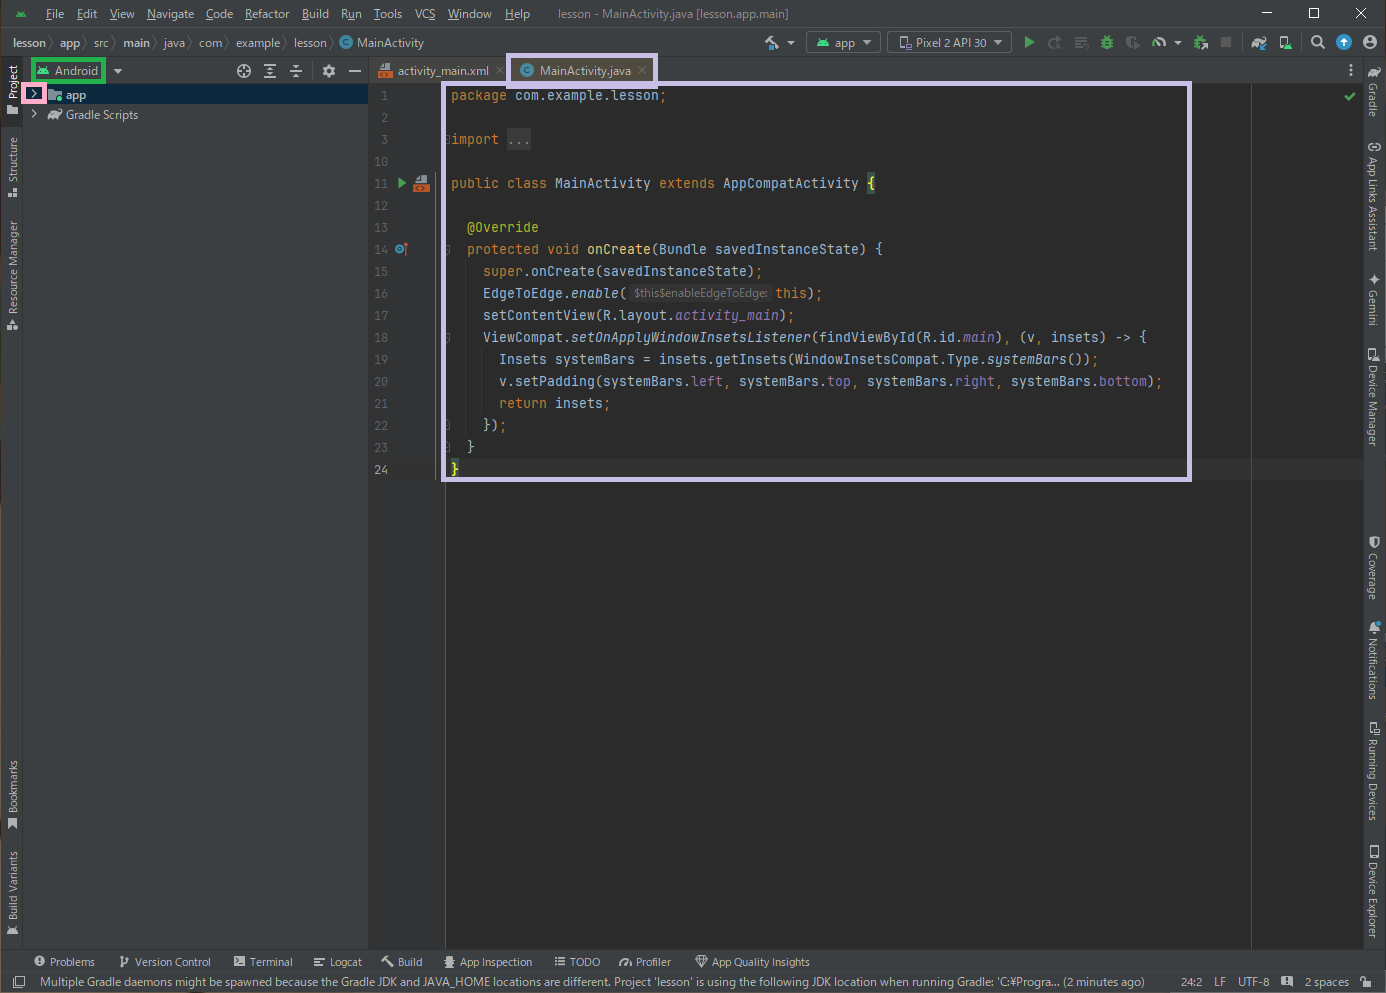 File Edit View Navigate Code Refactor Build Run Tools VCS Window Help lesson - MainActivity.java [lesson.app.main]
lesson app src main java com example lesson MainActivity app Pixel 2 API 30
Android activity_main.xml MainActivity.java
app
Gradle Scripts
1 package com.example.lesson;
2
3 import ...
10
11 public class MainActivity extends AppCompatActivity {
12
13 @Override
14 protected void onCreate(Bundle savedInstanceState) {
15 super.onCreate(savedInstanceState);
16 EdgeToEdge.enable( $this$enableEdgeToEdge: this);
17 setContentView(R.layout.activity_main);
18 ViewCompat.setOnApplyWindowInsetsListener(findViewById(R.id.main), (v, insets) -> {
19 Insets systemBars = insets.getInsets(WindowInsetsCompat.Type.systemBars());
20 v.setPadding(systemBars.left, systemBars.top, systemBars.right, systemBars.bottom);
21 return insets;
22 });
23 }
24 }
Project
Structure
Resource Manager
Bookmarks
Build Variants
Gradle
App Links Assistant
Gemini
Device Manager
Coverage
Notifications
Running Devices
Device Explorer
Problems Version Control Terminal Logcat Build App Inspection TODO Profiler App Quality Insights
Multiple Gradle daemons might be spawned because the Gradle JDK and JAVA_HOME locations are different. Project 'lesson' is using the following JDK location when running Gradle: 'C:¥Progra... (2 minutes ago) 24:2 LF UTF-8 2 spaces